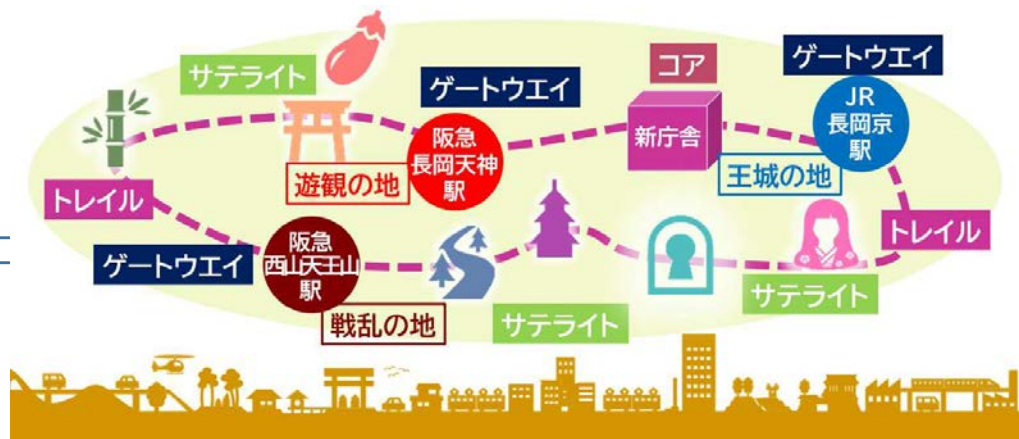 サテライト
ゲートウエイ
コア
ゲートウエイ
JR
長岡京
駅
新庁舎
阪急
長岡天神
駅
遊観の地
王城の地
トレイル
トレイル
ゲートウエイ
阪急
西山天王山
駅
戦乱の地
サテライト
サテライト